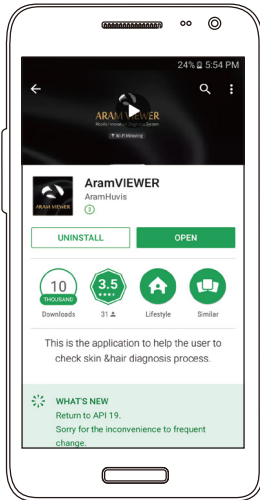 24% 5:54 PM
ARAM VIEWER
Wi-Fi Mirroring
ARAM VIEWER
AramVIEWER
AramHuvis
3
UNINSTALL
OPEN
10
THOUSAND
3.5
Downloads
31
Lifestyle
Similar
This is the application to help the user to
check skin &hair diagnosis process.
WHAT'S NEW
Return to API 19.
Sorry for the inconvenience to frequent
change.